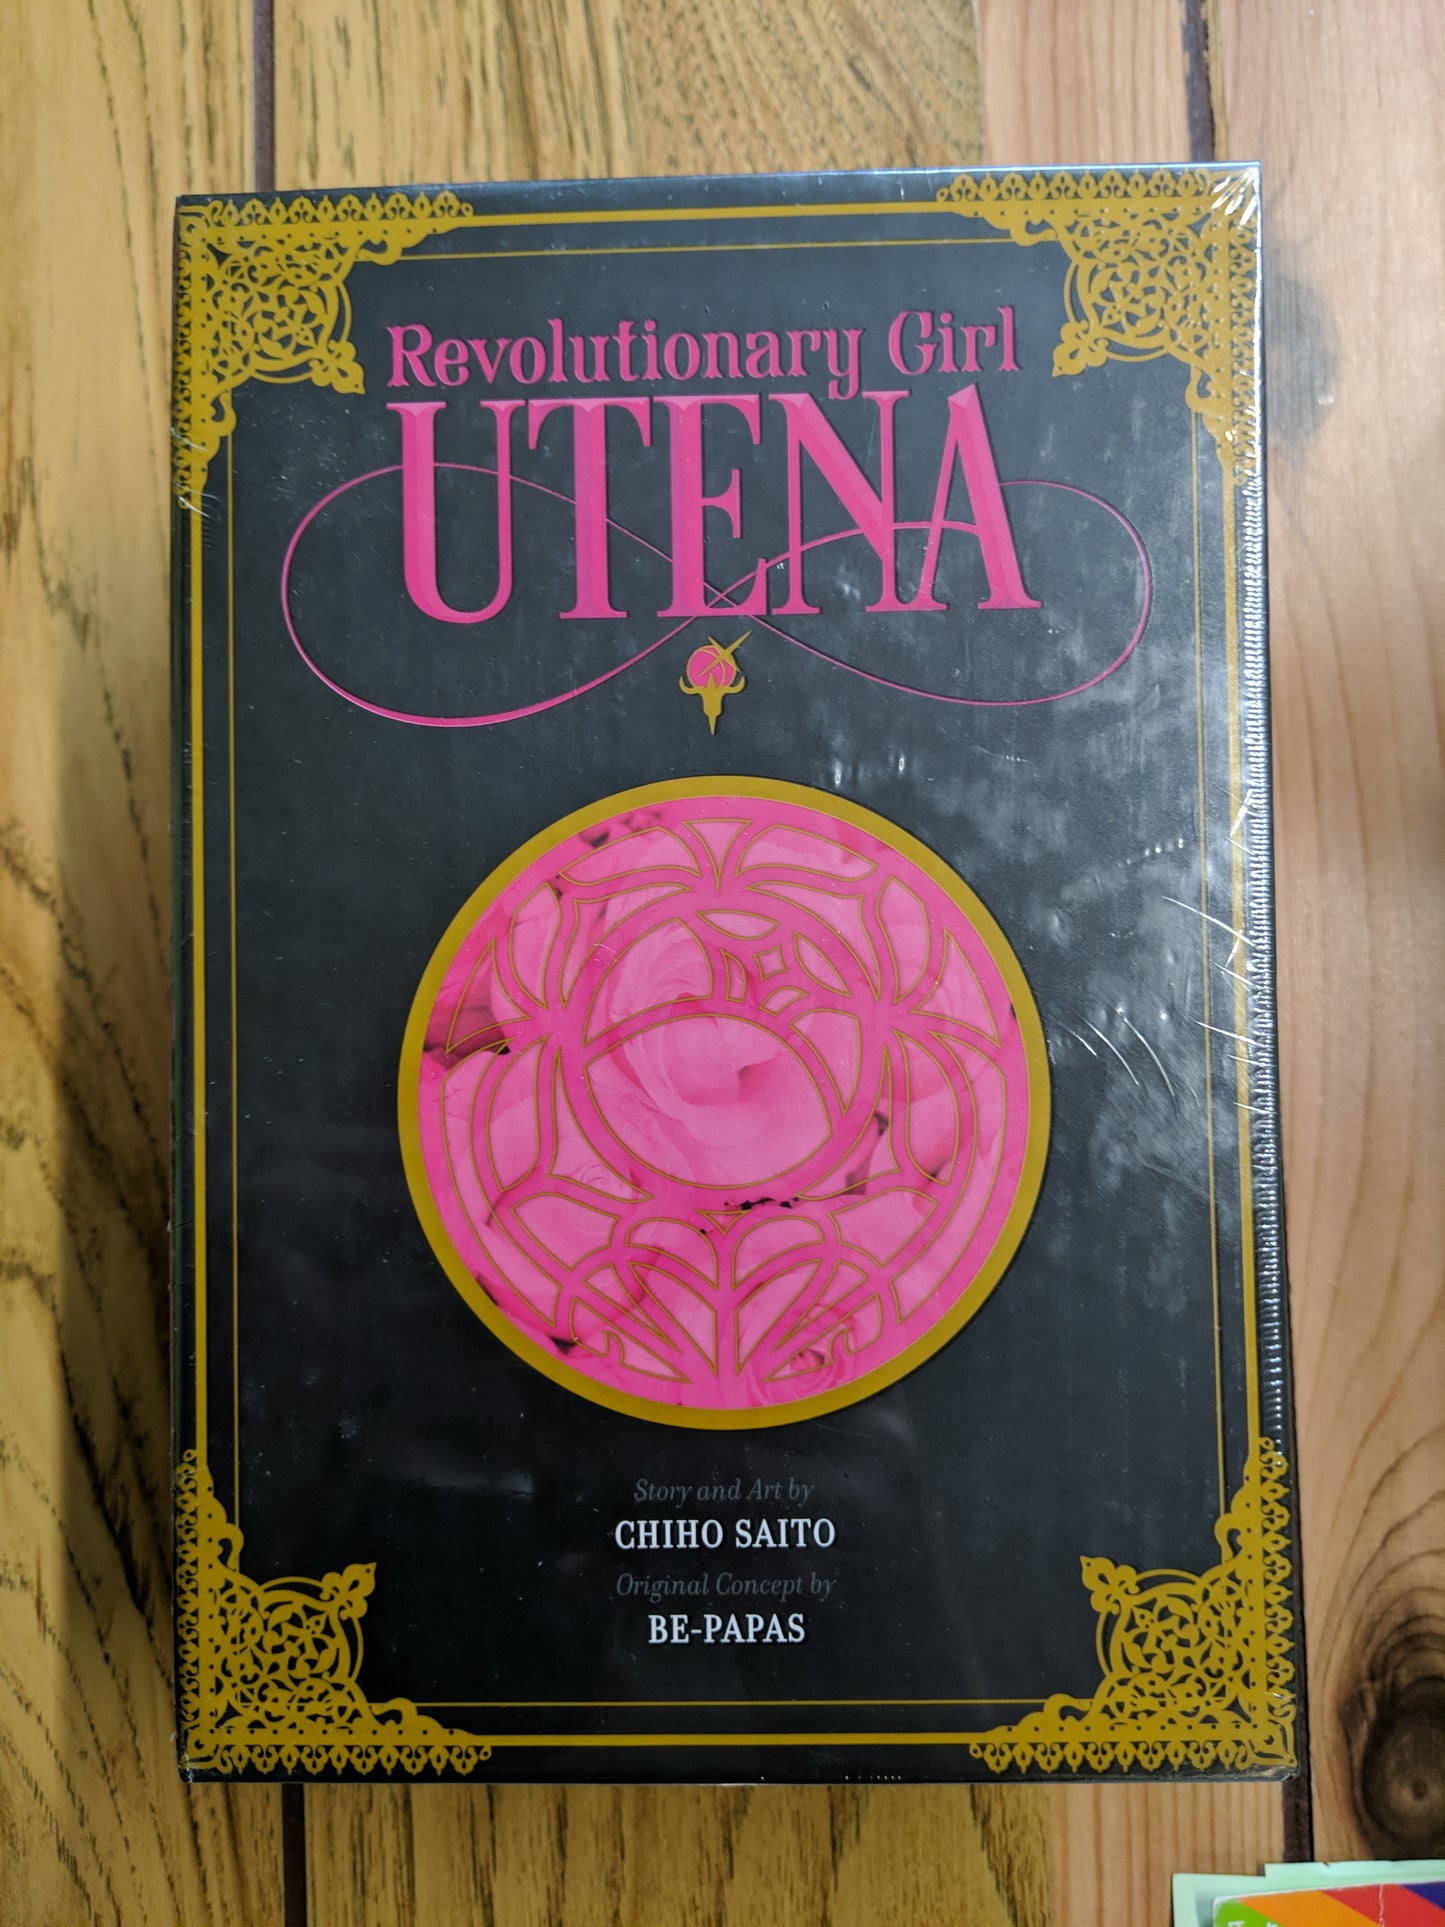 Revolutionary Girl
UTENA
Story and Art by
CHIHO SAITO
Original Concept by
BE-PAPAS